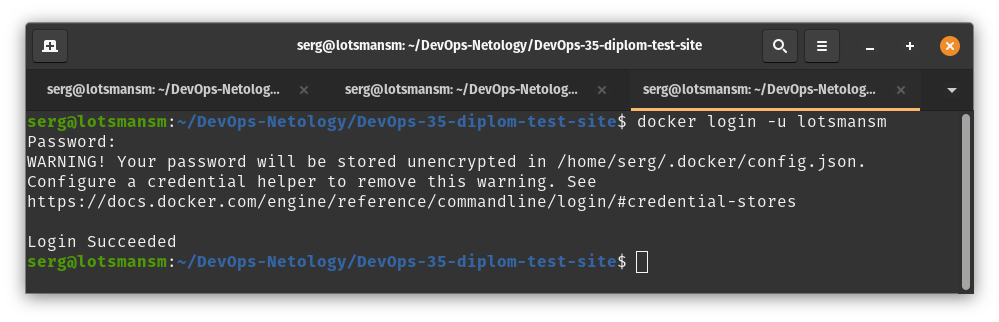 serg@lotsmansm: ~/DevOps-Netology/DevOps-35-diplom-test-site
serg@lotsmansm: ~/DevOps-Netolog... serg@lotsmansm: ~/DevOps-Netolog... serg@lotsmansm: ~/DevOps-Netolog...
serg@lotsmansm:~/DevOps-Netology/DevOps-35-diplom-test-site$ docker login -u lotsmansm
Password:
WARNING! Your password will be stored unencrypted in /home/serg/.docker/config.json.
Configure a credential helper to remove this warning. See
https://docs.docker.com/engine/reference/commandline/login/#credential-stores
Login Succeeded
serg@lotsmansm:~/DevOps-Netology/DevOps-35-diplom-test-site$